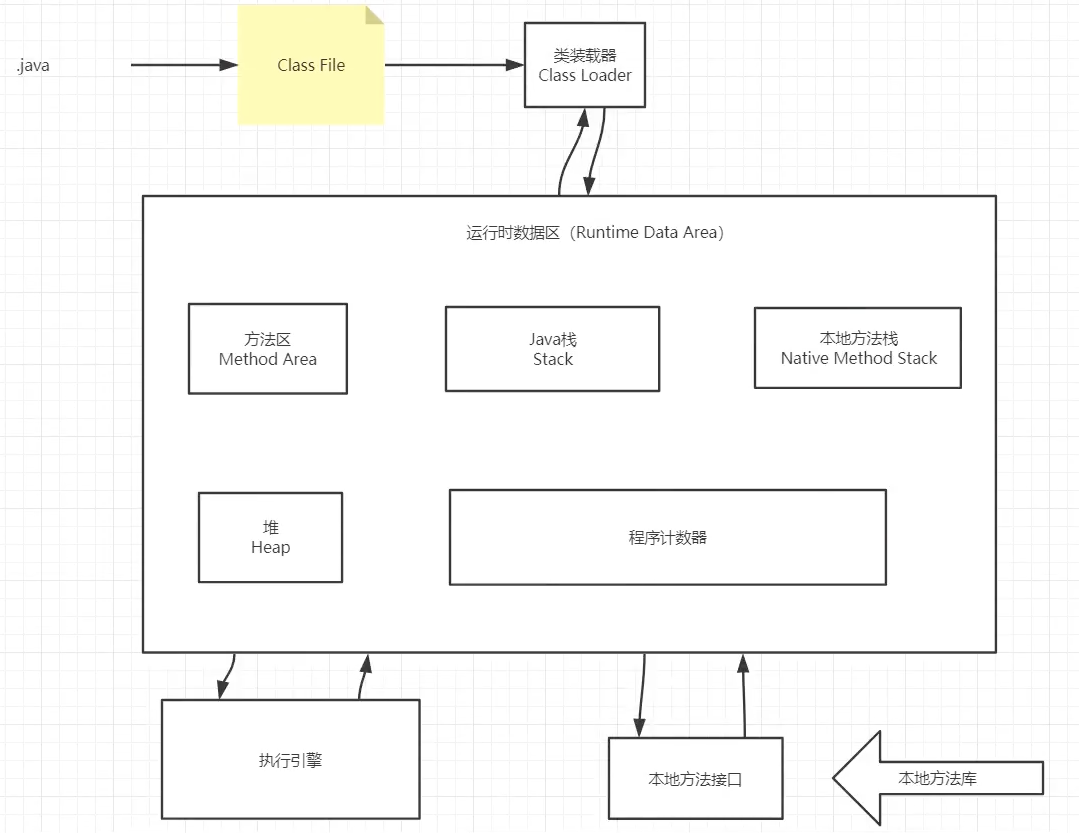 .java
Class File
类装载器
Class Loader
运行时数据区（Runtime Data Area）
方法区
Method Area
Java栈
Stack
本地方法栈
Native Method Stack
堆
Heap
程序计数器
执行引擎
本地方法接口
本地方法库